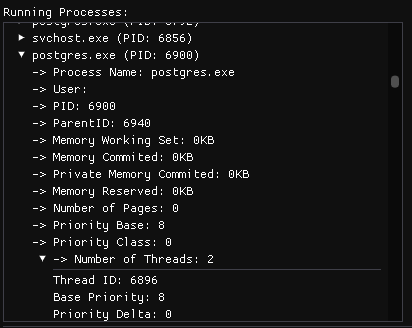 Running Processes:
postgres.exe (PID: 6792)
svchost.exe (PID: 6856)
postgres.exe (PID: 6900)
-> Process Name: postgres.exe
-> User:
-> PID: 6900
-> ParentID: 6940
-> Memory Working Set: 0KB
-> Memory Commited: 0KB
-> Private Memory Commited: 0KB
-> Memory Reserved: 0KB
-> Number of Pages: 0
-> Priority Base: 8
-> Priority Class: 0
-> Number of Threads: 2
Thread ID: 6896
Base Priority: 8
Priority Delta: 0